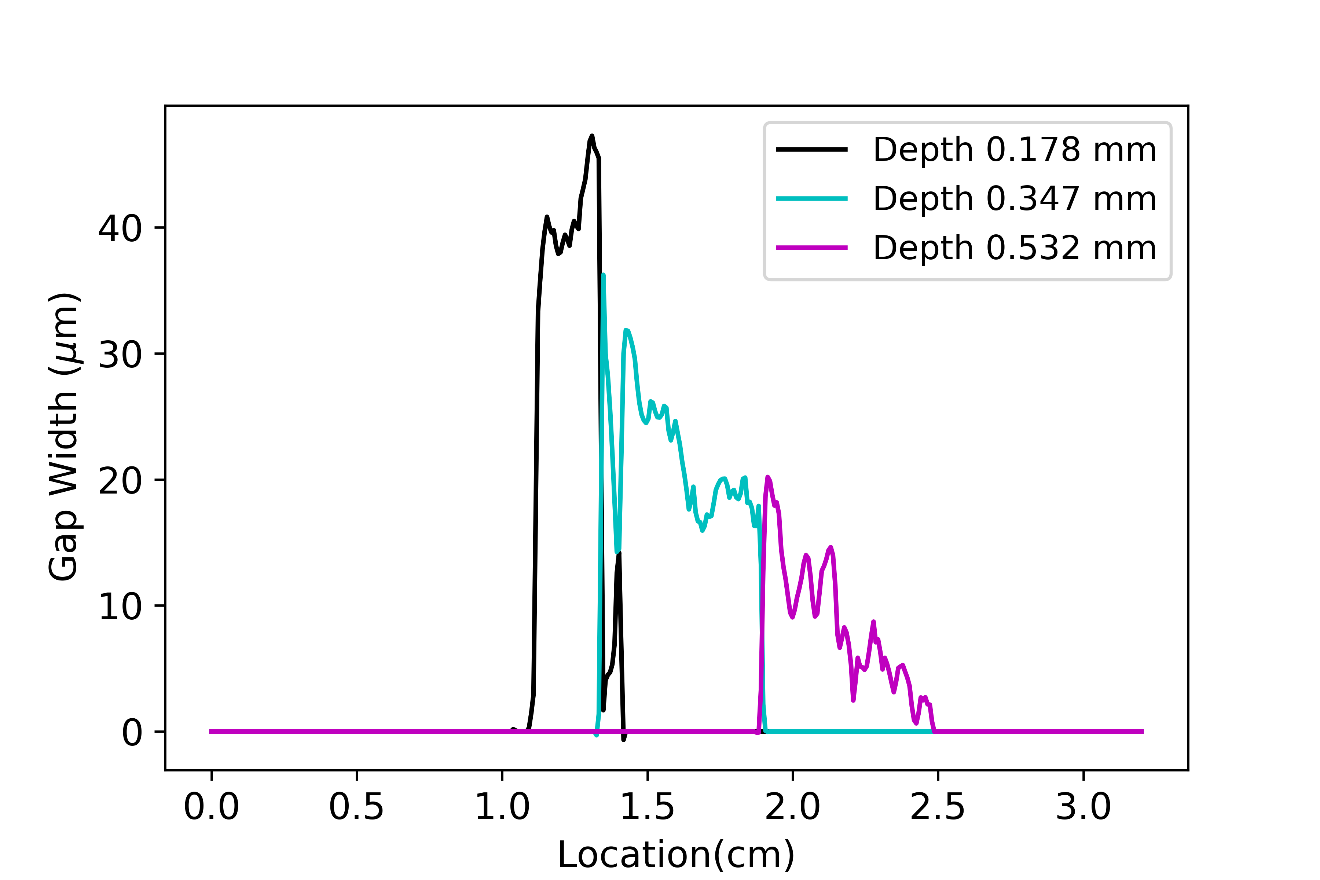 Depth 0.178 mm
Depth 0.347 mm
Depth 0.532 mm
Gap Width (μm)
40
30
20
10
0
0.0 0.5 1.0 1.5 2.0 2.5 3.0
Location(cm)